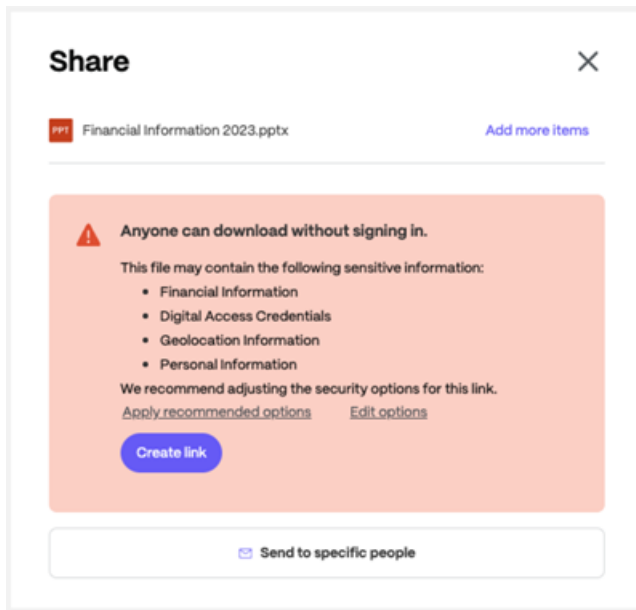 Share
PPT Financial Information 2023.pptx Add more items
Anyone can download without signing in.
This file may contain the following sensitive information:
• Financial Information
• Digital Access Credentials
• Geolocation Information
• Personal Information
We recommend adjusting the security options for this link.
Apply recommended options Edit options
Create link
Send to specific people